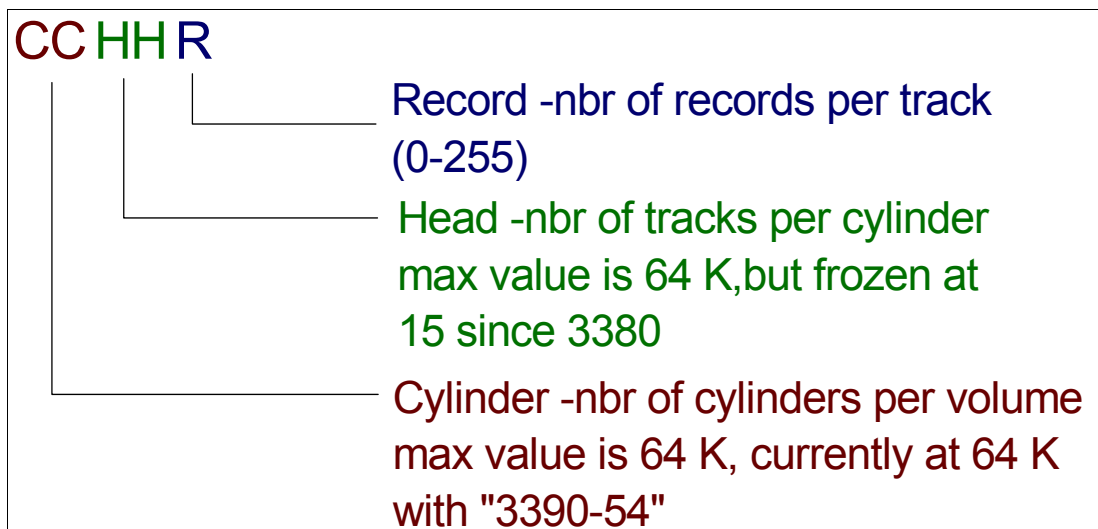 CC HH R
Record -nbr of records per track
(0-255)
Head -nbr of tracks per cylinder
max value is 64 K,but frozen at
15 since 3380
Cylinder -nbr of cylinders per volume
max value is 64 K, currently at 64 K
with "3390-54"